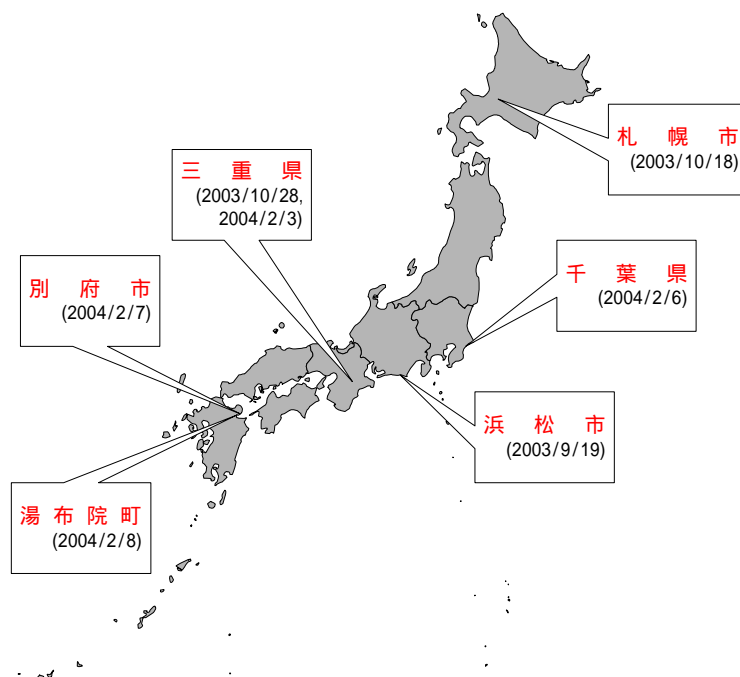 札幌市
(2003/10/18)
三重県
(2003/10/28,
2004/2/3)
千葉県
(2004/2/6)
別府市
(2004/2/7)
浜松市
(2003/9/19)
湯布院町
(2004/2/8)